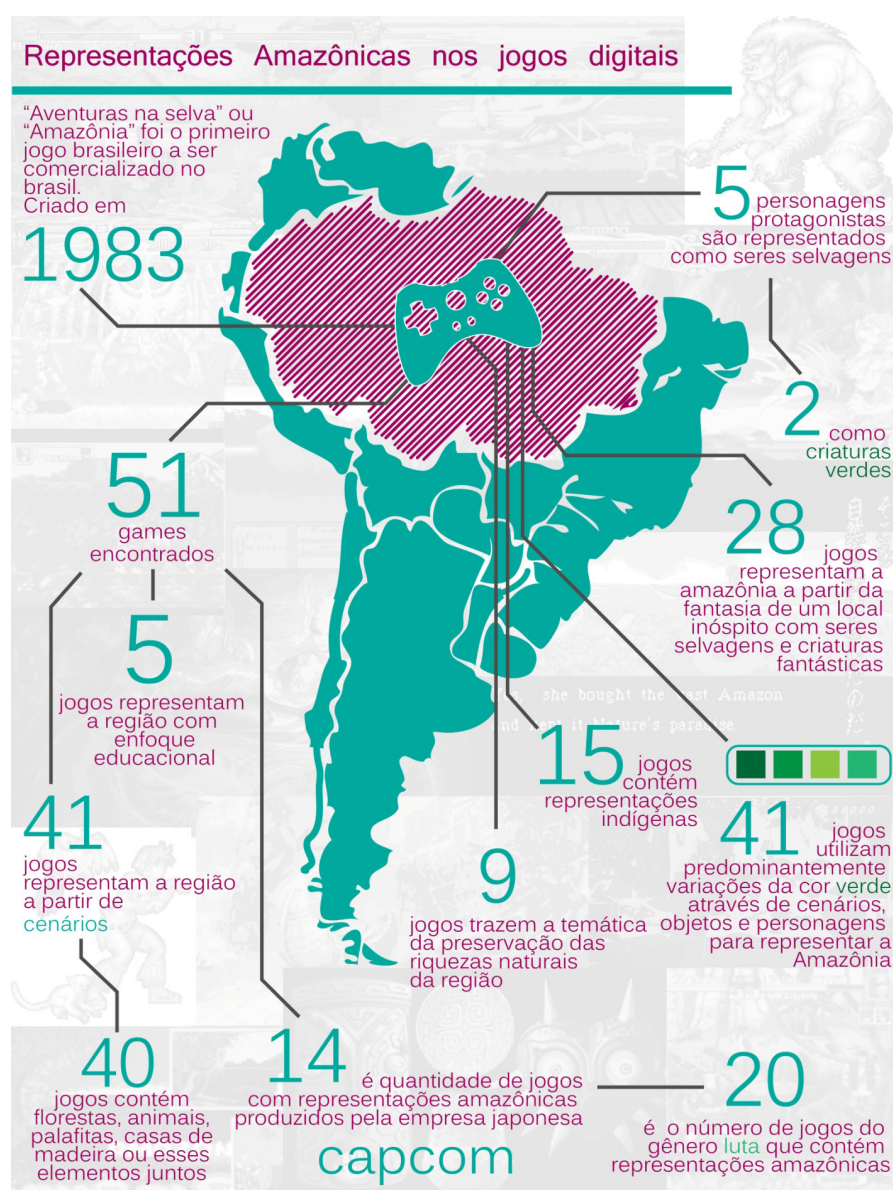 Representações Amazônicas nos jogos digitais
“Aventuras na selva” ou
“Amazônia” foi o primeiro
jogo brasileiro a ser
comercializado no
brasil.
Criado em
1983
5 personagens
protagonistas
são representados
como seres selvagens
2 como
criaturas
verdes
51
games
encontrados
28 jogos
representam a
amazônia a partir da
fantasia de um local
inóspito com seres
selvagens e criaturas
fantásticas
5
jogos representam
a região com
enfoque
educacional
she bought the
Amazon
and kept it Nature's paradise
15 jogos
contém
representações
indígenas
41
jogos
representam a região
a partir de
cenários
9
jogos trazem a temática
da preservação das
riquezas naturais
da região
41 jogos
utilizam
predominantemente
variações da cor verde
através de cenários,
objetos e personagens
para representar a
Amazônia
40
jogos contém
florestas, animais,
palafitas, casas de
madeira ou esses
elementos juntos
14 é quantidade de jogos
com representações amazônicas
produzidos pela empresa japonesa
capcom
20
é o número de jogos do
gênero luta que contém
representações amazônicas